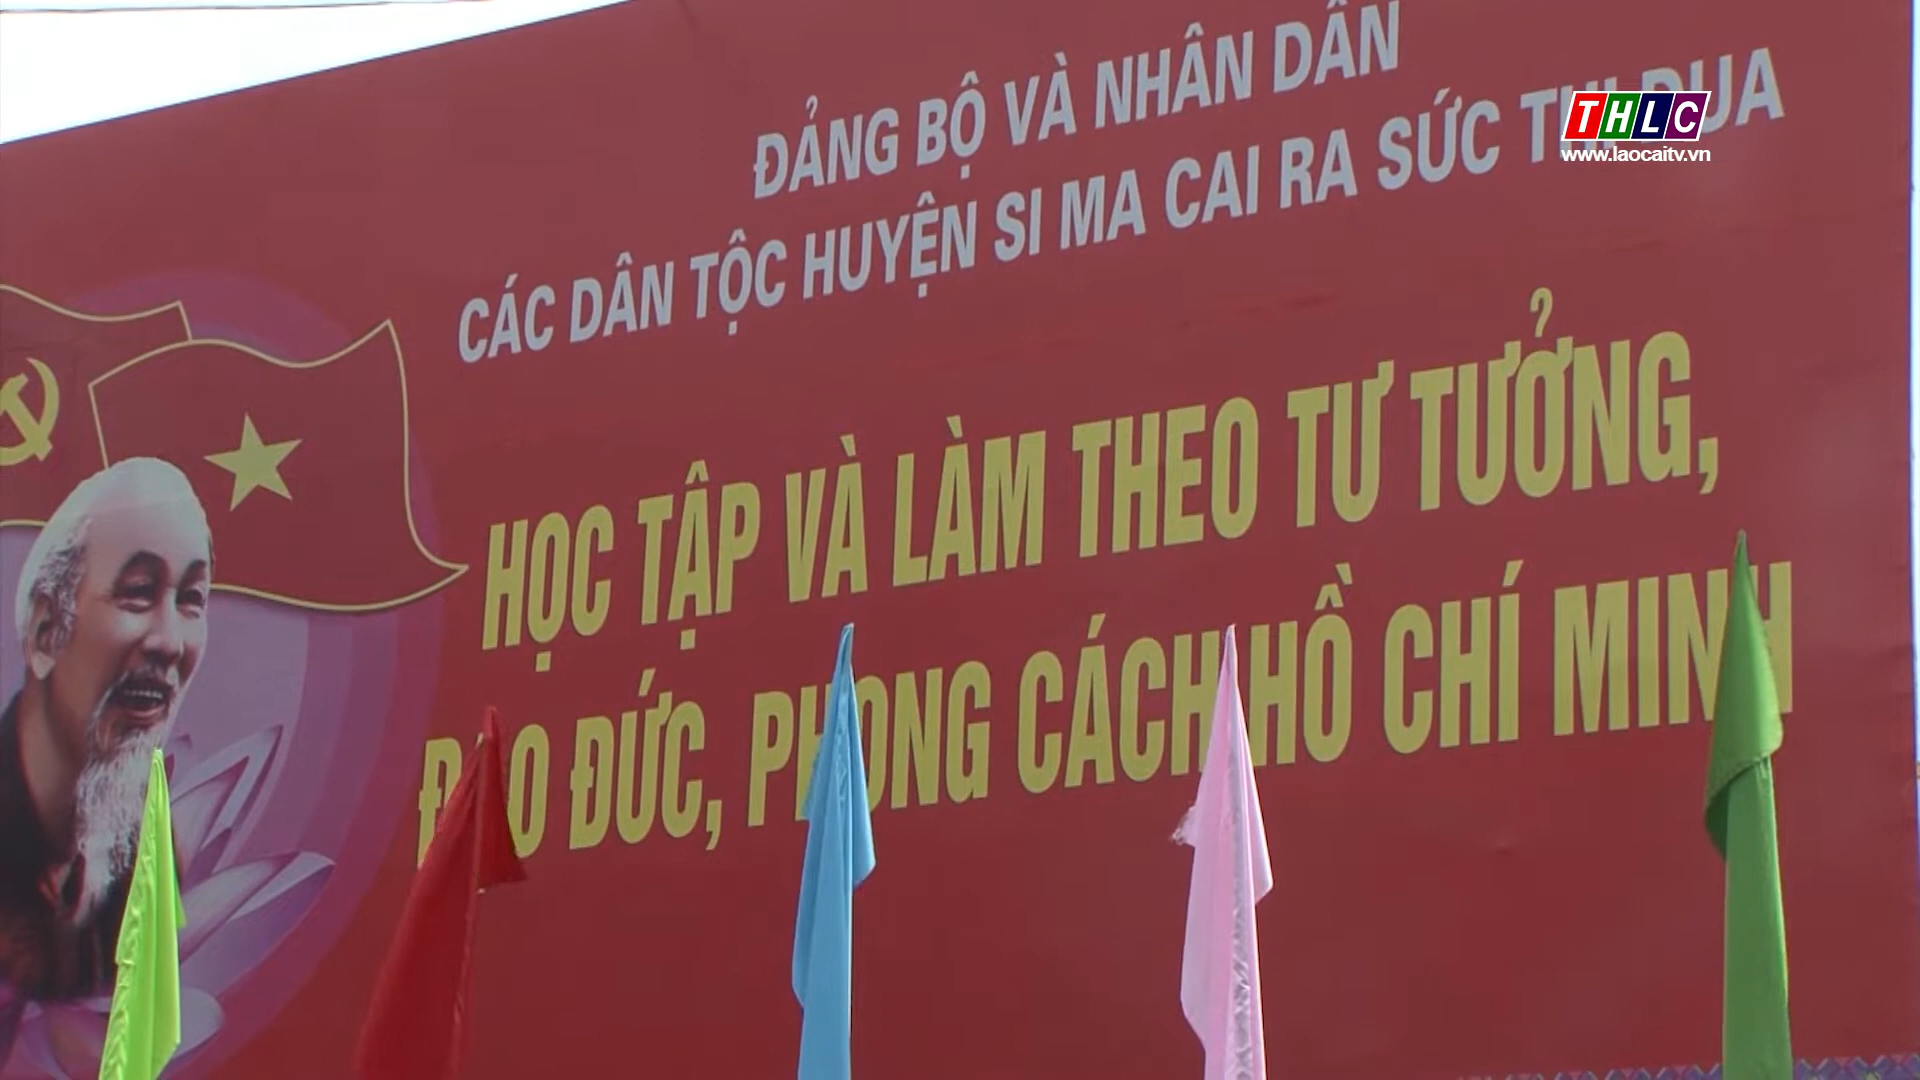 ĐẢNG BỘ VÀ NHÂN DÂN
THLC
www.laocaitv.vn
CÁC DÂN TỘC HUYỆN SI MA CAI RA SỨC THI ĐUA
HỌC TẬP VÀ LÀM THEO TƯ TƯỞNG,
ĐẠO ĐỨC, PHONG CÁCH HỒ CHÍ MINH